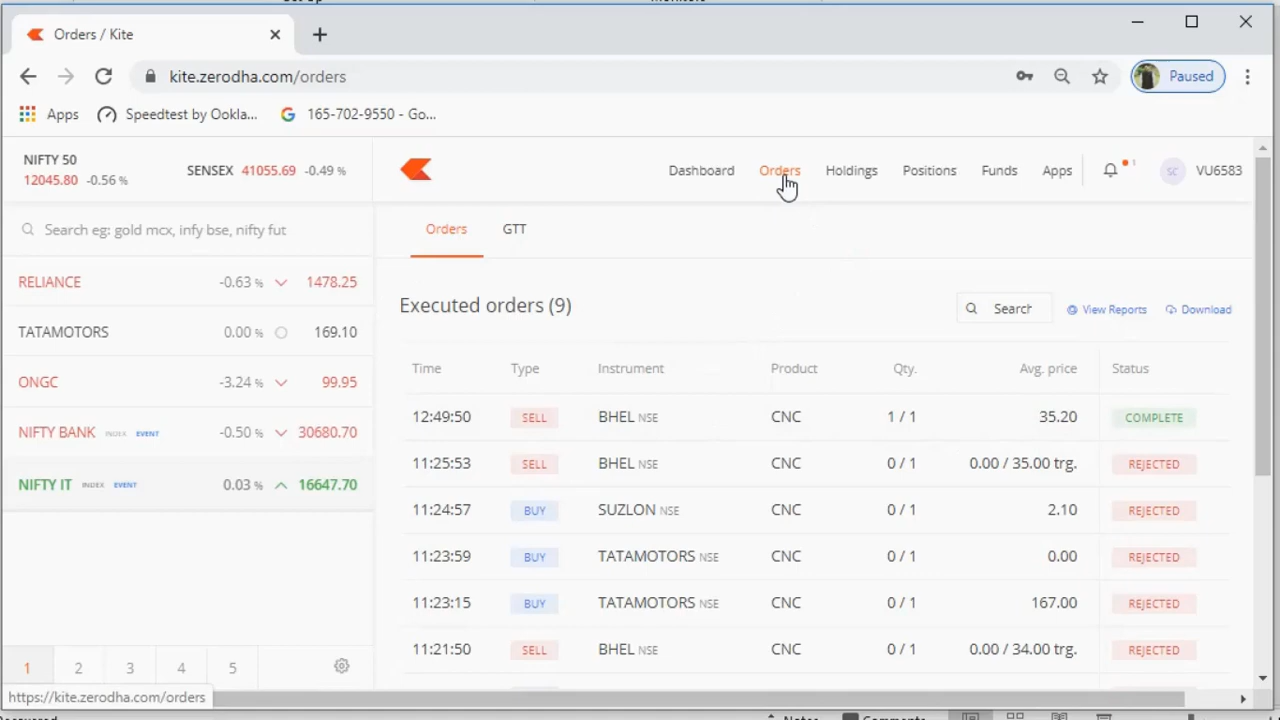 Orders / Kite
kite.zerodha.com/orders
Paused
Apps
Speedtest by Ookla...
165-702-9550 - Go...
NIFTY 50
12045.80 -0.56 %
SENSEX 41055.69 -0.49 %
Dashboard Orders Holdings Positions Funds Apps
1
SC VU6583
Search eg: gold mcx, infy bse, nifty fut
RELIANCE -0.63 % 1478.25
TATAMOTORS 0.00 % 169.10
ONGC -3.24 % 99.95
NIFTY BANK INDEX EVENT -0.50 % 30680.70
NIFTY IT INDEX EVENT 0.03 % 16647.70
1 2 3 4 5
Orders GTT
Executed orders (9)
Search View Reports Download
Time Type Instrument Product Qty. Avg. price Status
12:49:50 SELL BHEL NSE CNC 1 / 1 35.20 COMPLETE
11:25:53 SELL BHEL NSE CNC 0 / 1 0.00 / 35.00 trg. REJECTED
11:24:57 BUY SUZLON NSE CNC 0 / 1 2.10 REJECTED
11:23:59 BUY TATAMOTORS NSE CNC 0 / 1 0.00 REJECTED
11:23:15 BUY TATAMOTORS NSE CNC 0 / 1 167.00 REJECTED
11:21:50 SELL BHEL NSE CNC 0 / 1 0.00 / 34.00 trg. REJECTED
https://kite.zerodha.com/orders